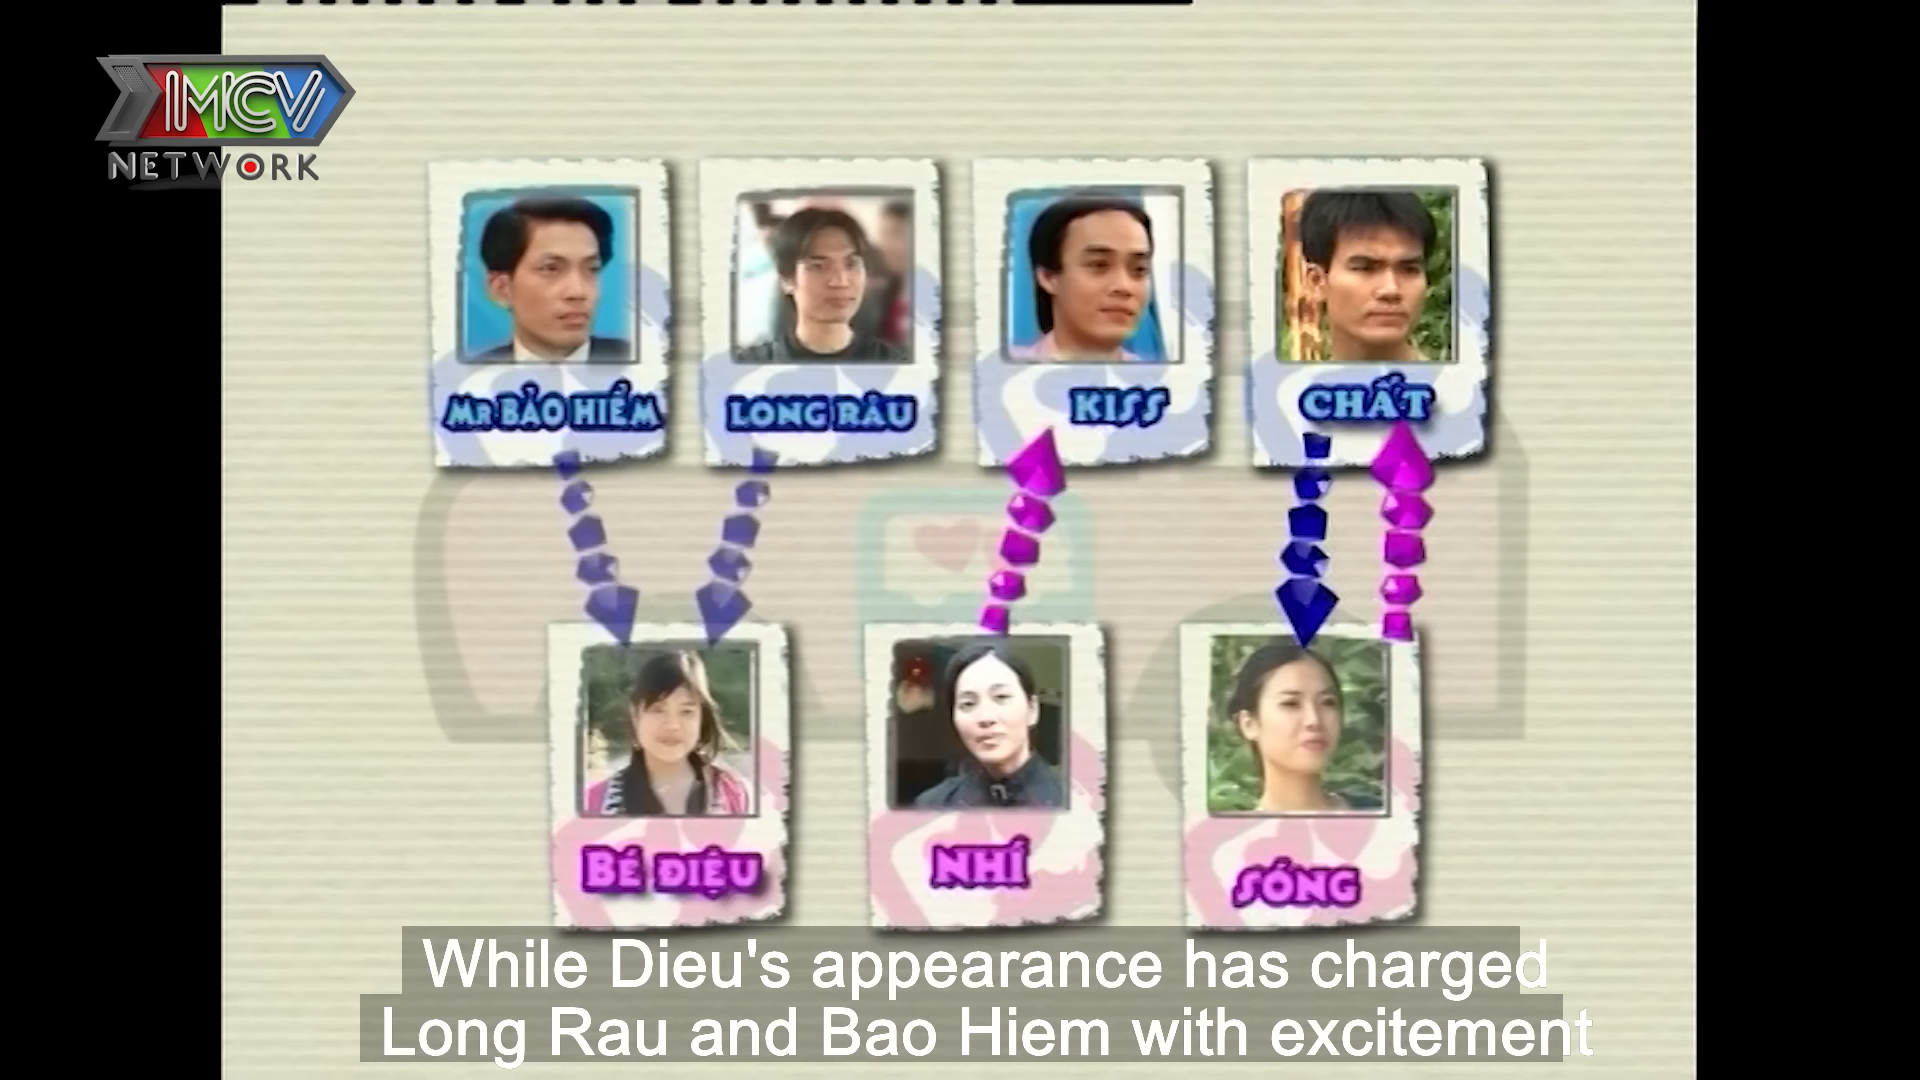 MCV
NETWORK
MR BẢO HIỂM
LONG RÂU
KISS
CHẤT
BÉ ĐIỆU
NHÍ
SÓNG
While Dieu's appearance has charged
Long Rau and Bao Hiem with excitement